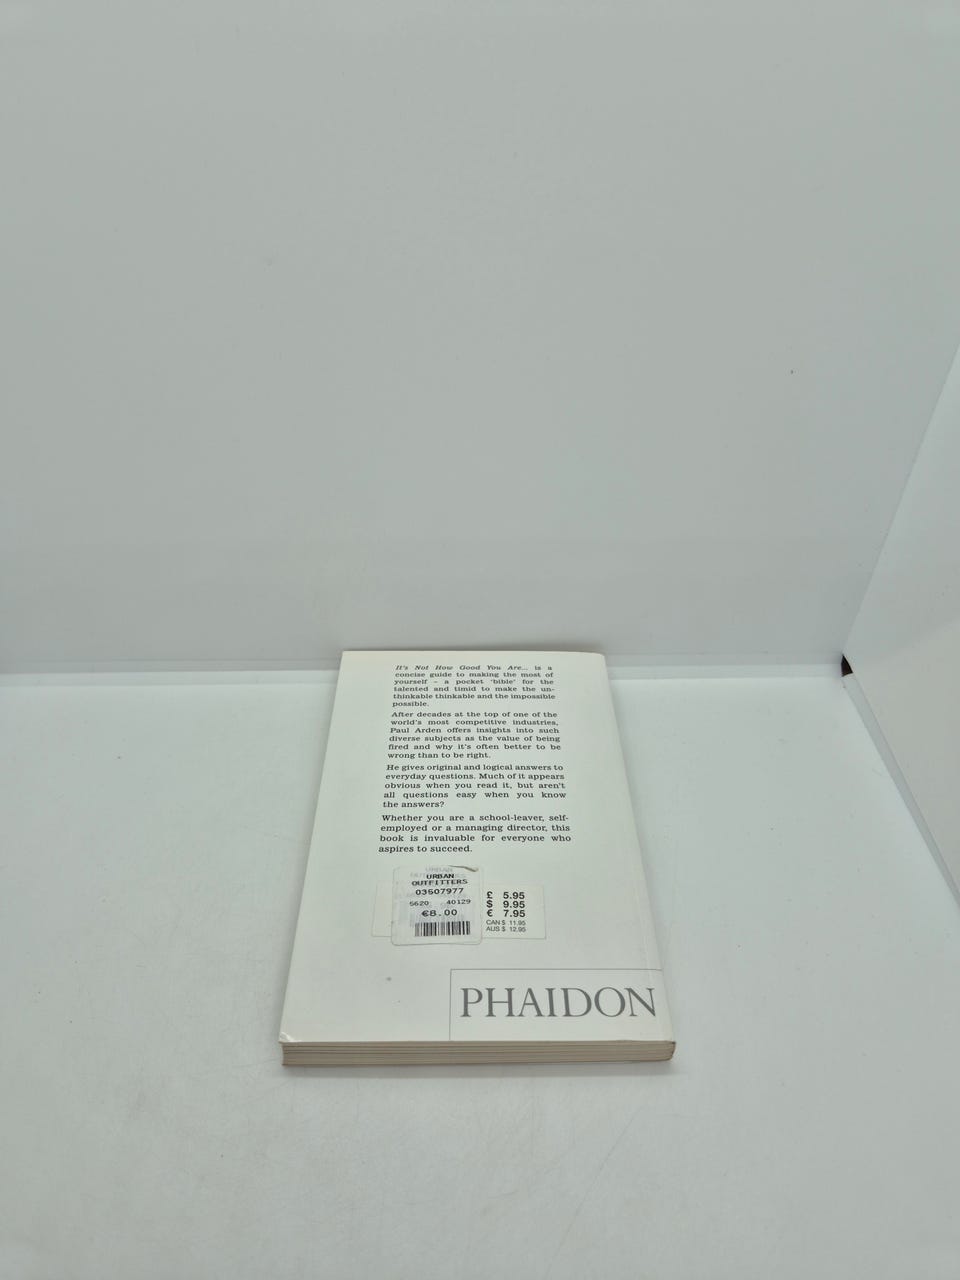 It's Not How Good You Are... is a
concise guide to making the most of
yourself – a pocket 'bible' for the
talented and timid to make the un-
thinkable thinkable and the impossible
possible.
After decades at the top of one of the
world's most competitive industries,
Paul Arden offers insights into such
diverse subjects as the value of being
fired and why it's often better to be
wrong than to be right.
He gives original and logical answers to
everyday questions. Much of it appears
obvious when you read it, but aren't
all questions easy when you know
the answers?
Whether you are a school-leaver, self-
employed or a managing director, this
book is invaluable for everyone who
aspires to succeed.
URBAN
OUTFITTERS
03507977
5620 40129
€8.00
£ 5.95
$ 9.95
€ 7.95
CAN $ 11.95
AUS $ 12.95
PHAIDON